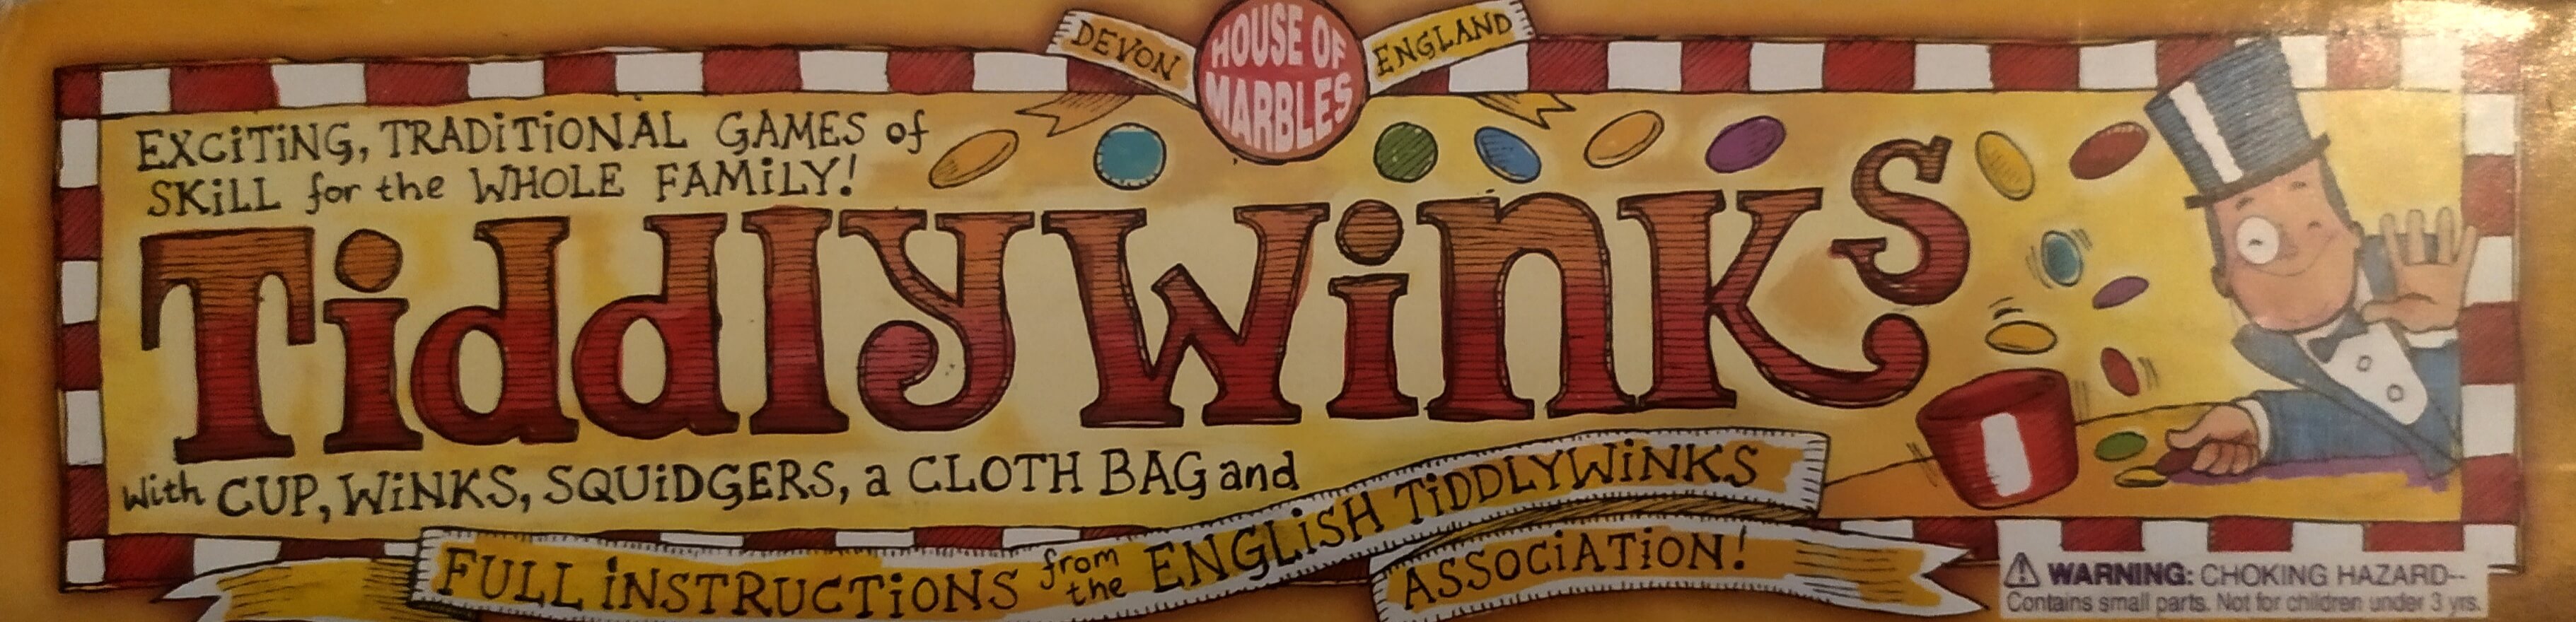 DEVON
HOUSE OF
MARBLES
ENGLAND
EXCiTiNG, TRADiTiONAL GAMES of
SKiLL for the WHOLE FAMiLY!
TiddlyWinks
With CUP, WiNKS, SQUiDGERS, a CLOTH BAG and
FULL iNSTRUCTiONS from the ENGLiSH TiDDLYWiNKS
ASSOCiATiON!
WARNING: CHOKING HAZARD--
Contains small parts. Not for children under 3 yrs.